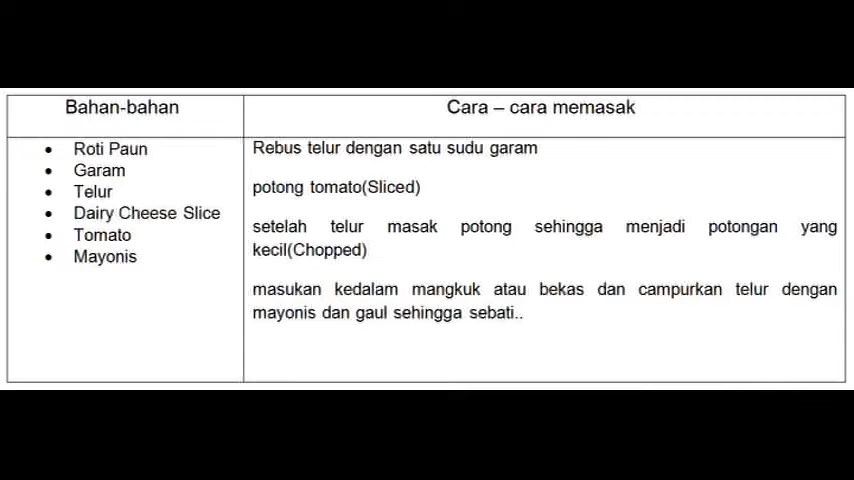 Bahan-bahan
Cara – cara memasak
• Roti Paun
• Garam
• Telur
• Dairy Cheese Slice
• Tomato
• Mayonis
Rebus telur dengan satu sudu garam
potong tomato(Sliced)
setelah telur masak potong sehingga menjadi potongan yang
kecil(Chopped)
masukan kedalam mangkuk atau bekas dan campurkan telur dengan
mayonis dan gaul sehingga sebati..